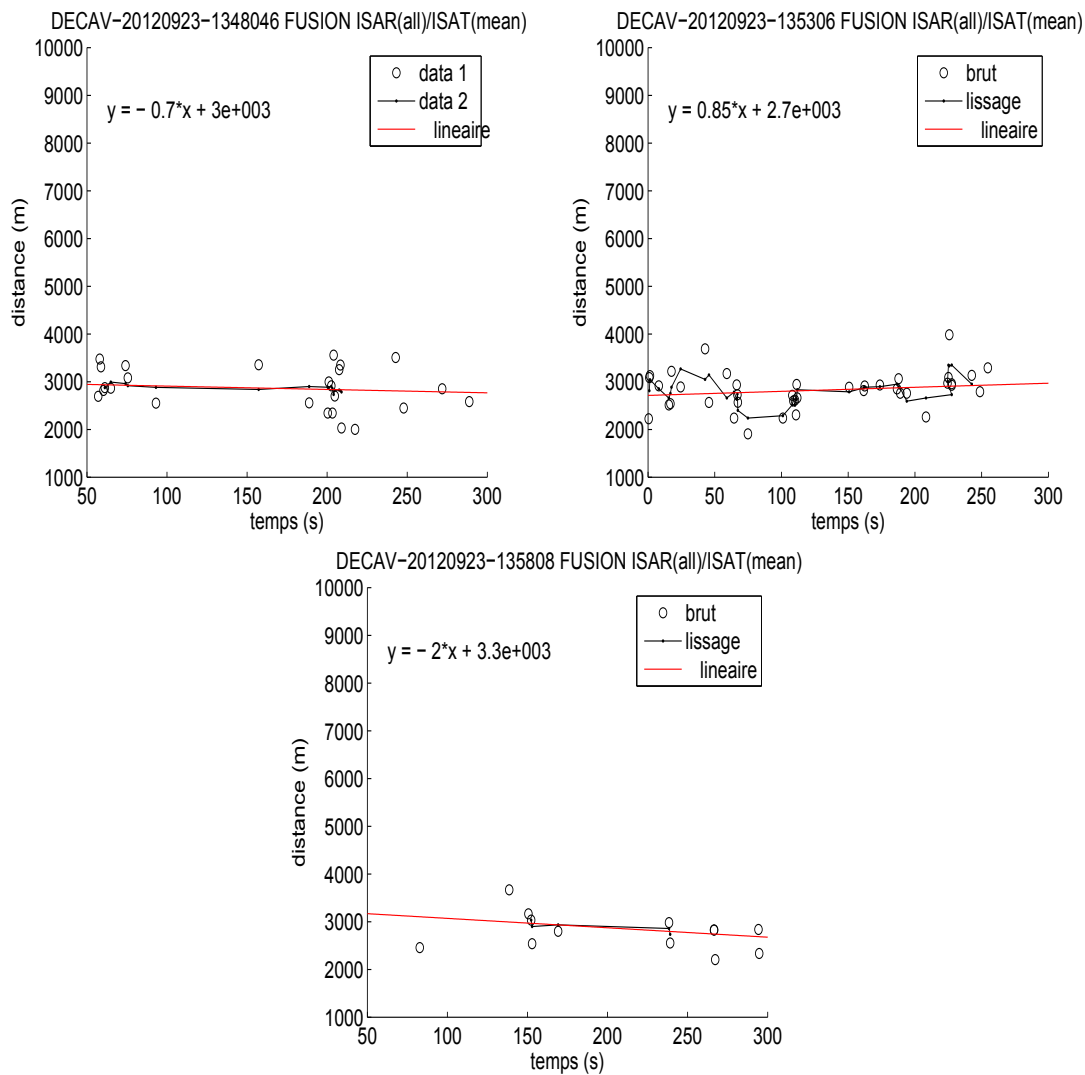 DECAV−20120923−1348046 FUSION ISAR(all)/ISAT(mean)
10000
9000
8000
7000
6000
5000
4000
3000
2000
1000
distance (m)
50 100 150 200 250 300
temps (s)
y = − 0.7*x + 3e+003
data 1
data 2
lineaire
DECAV−20120923−135306 FUSION ISAR(all)/ISAT(mean)
10000
9000
8000
7000
6000
5000
4000
3000
2000
1000
distance (m)
0 50 100 150 200 250 300
temps (s)
y = 0.85*x + 2.7e+003
brut
lissage
lineaire
DECAV−20120923−135808 FUSION ISAR(all)/ISAT(mean)
10000
9000
8000
7000
6000
5000
4000
3000
2000
1000
distance (m)
50 100 150 200 250 300
temps (s)
y = − 2*x + 3.3e+003
brut
lissage
lineaire